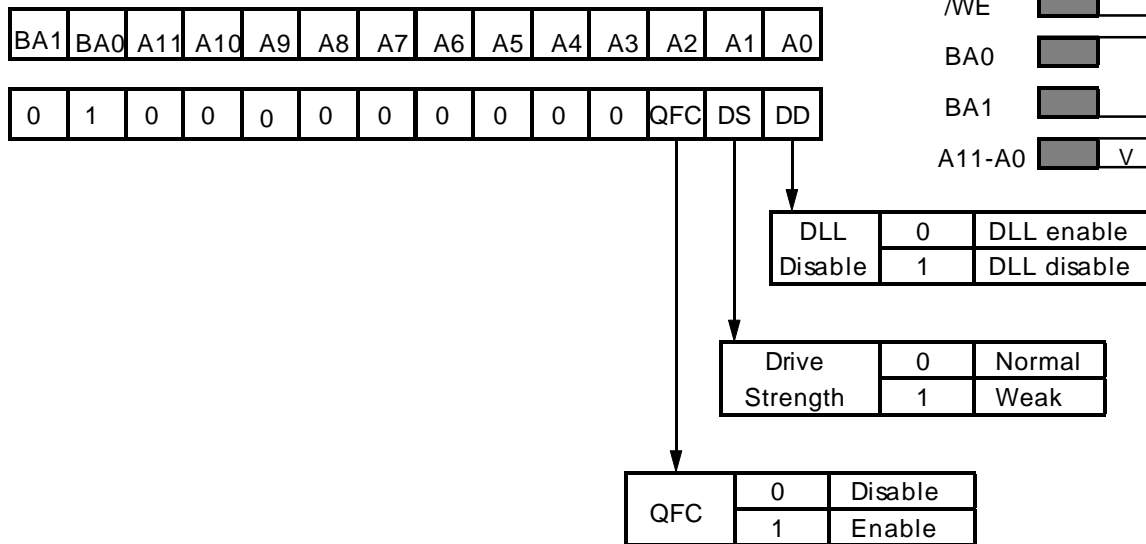 /WE
BA1 BA0 A11 A10 A9 A8 A7 A6 A5 A4 A3 A2 A1 A0
BA0
0 1 0 0 0 0 0 0 0 0 0 QFC DS DD
BA1
A11-A0 V
DLL Disable
0 DLL enable
1 DLL disable
Drive Strength
0 Normal
1 Weak
QFC
0 Disable
1 Enable